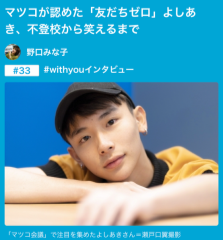 マツコが認めた「友だちゼロ」よしあ
き、不登校から笑えるまで
野口みな子
#33 #withyouインタビュー
「マツコ会議」で注目を集めたよしあきさん＝瀬戸口翼撮影